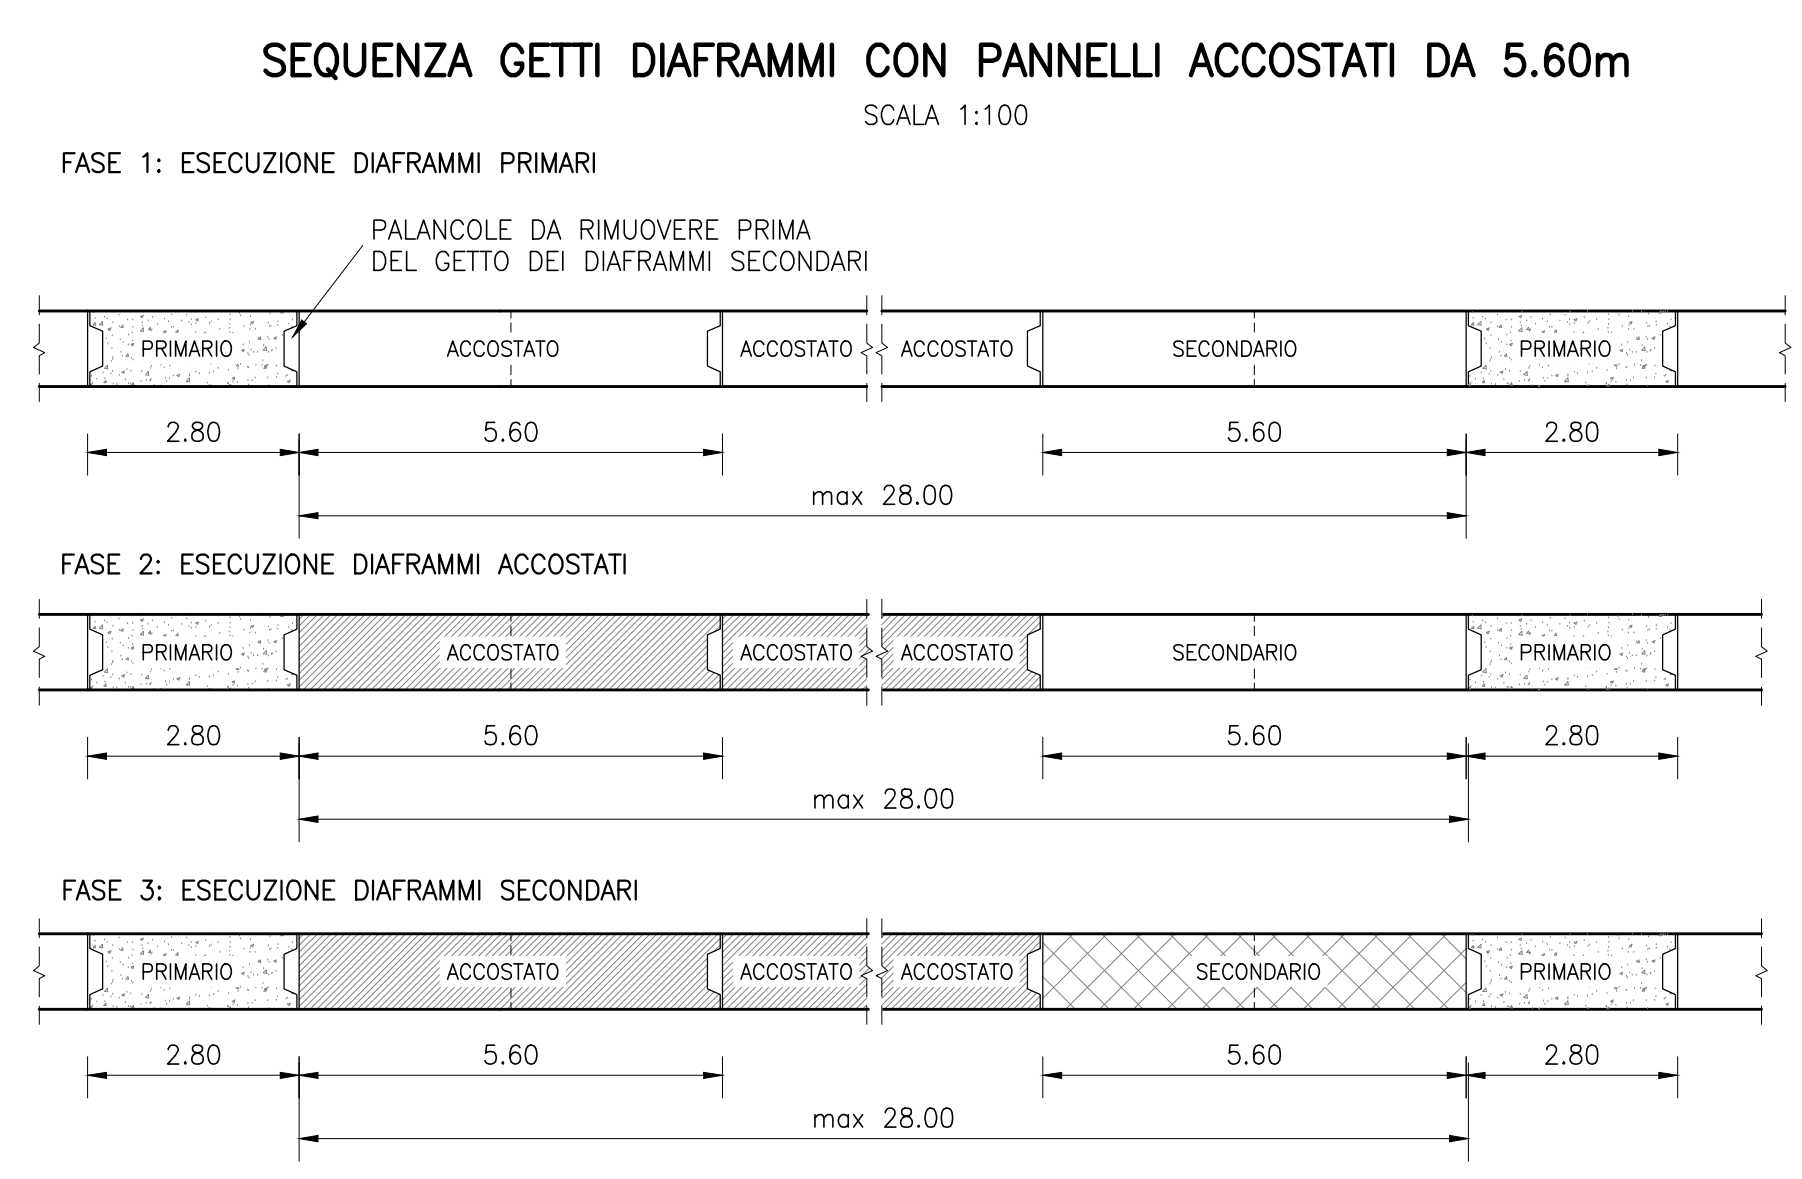 SEQUENZA GETTI DIAFRAMMI CON PANNELLI ACCOSTATI DA 5.60m
SCALA 1:100
FASE 1: ESECUZIONE DIAFRAMMI PRIMARI
PALANCOLE DA RIMUOVERE PRIMA
DEL GETTO DEI DIAFRAMMI SECONDARI
PRIMARIO ACCOSTATO ACCOSTATO ACCOSTATO SECONDARIO PRIMARIO
2.80 5.60 5.60 2.80
max 28.00
FASE 2: ESECUZIONE DIAFRAMMI ACCOSTATI
PRIMARIO ACCOSTATO ACCOSTATO ACCOSTATO SECONDARIO PRIMARIO
2.80 5.60 5.60 2.80
max 28.00
FASE 3: ESECUZIONE DIAFRAMMI SECONDARI
PRIMARIO ACCOSTATO ACCOSTATO ACCOSTATO SECONDARIO PRIMARIO
2.80 5.60 5.60 2.80
max 28.00